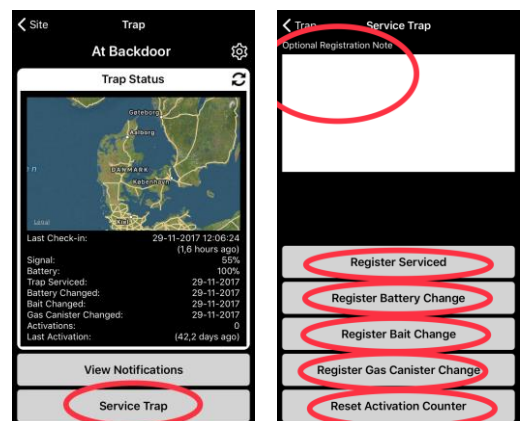 Site
Trap
At Backdoor
Trap Status
Gøteborg
Aalborg
DANMARK
København
Kiel
Last Check-in: 29-11-2017 12:06:24
(1,6 hours ago)
Signal: 55%
Battery: 100%
Trap Serviced: 29-11-2017
Battery Changed: 29-11-2017
Bait Changed: 29-11-2017
Gas Canister Changed: 29-11-2017
Activations: 0
Last Activation: (42,2 days ago)
View Notifications
Service Trap
Trap
Service Trap
Optional Registration Note
Register Serviced
Register Battery Change
Register Bait Change
Register Gas Canister Change
Reset Activation Counter